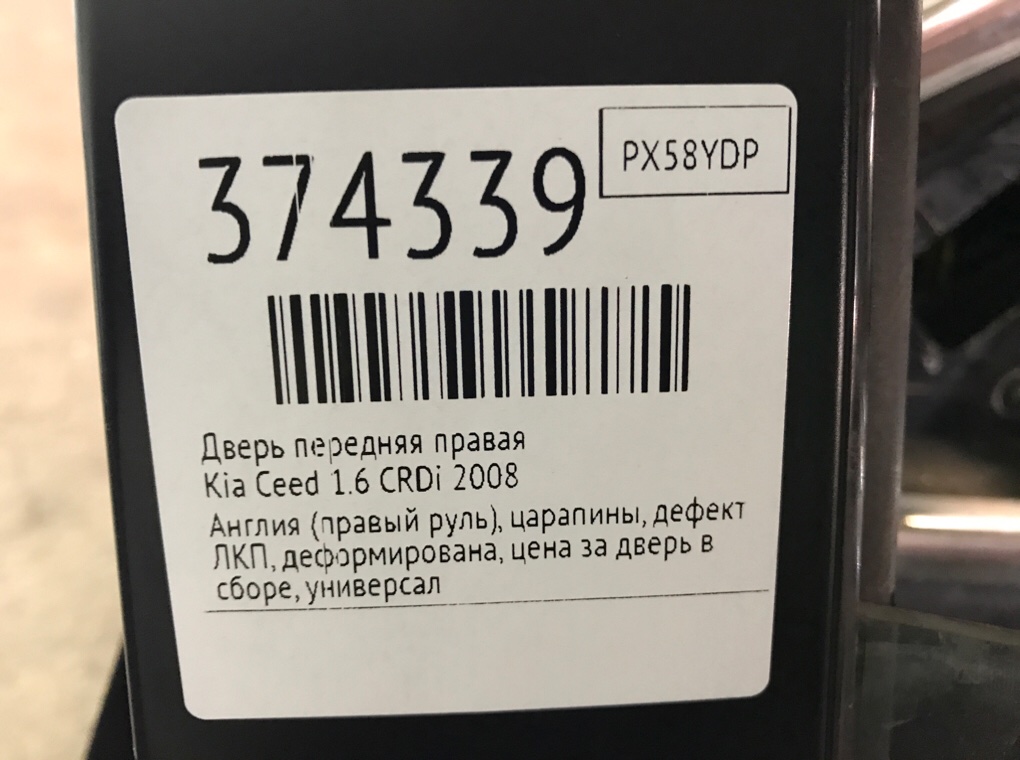 374339
PX58YDP
Дверь передняя правая
Kia Ceed 1.6 CRDi 2008
Англия (правый руль), царапины, дефект
ЛКП, деформирована, цена за дверь в
сборе, универсал